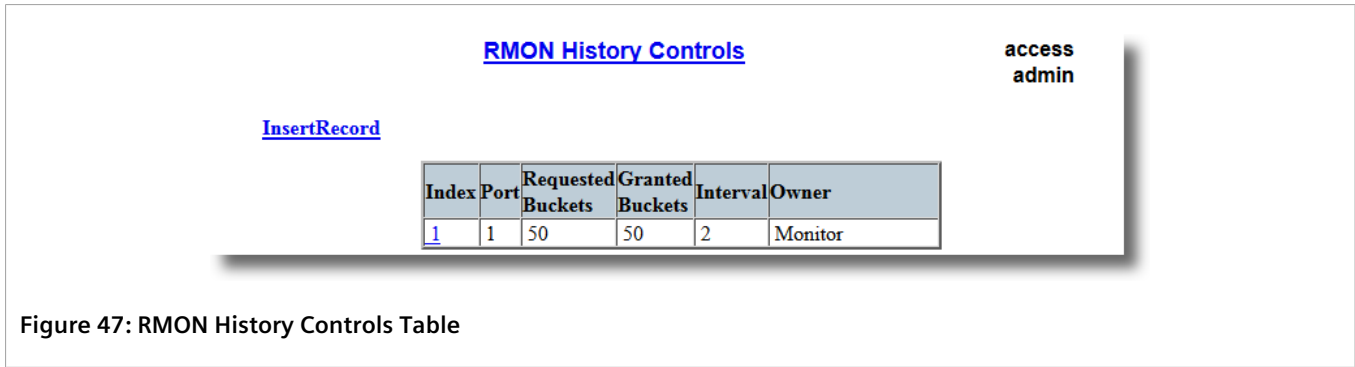 RMON History Controls
access
admin
InsertRecord
Index Port Requested Buckets Granted Buckets Interval Owner
1 1 50 50 2 Monitor
Figure 47: RMON History Controls Table